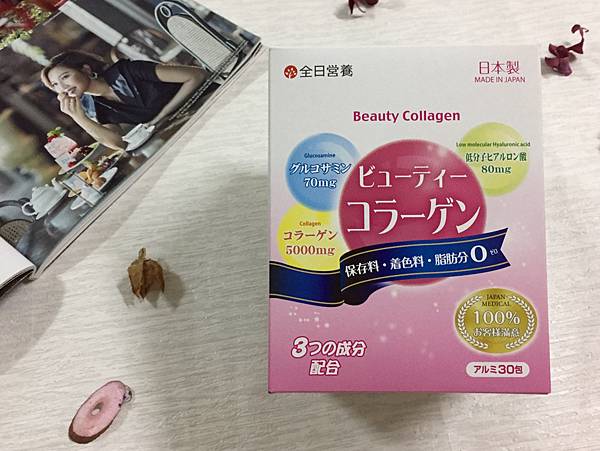 全日営養
日本製
MADE IN JAPAN
Beauty Collagen
Glucosamine
グルコサミン
70mg
Low molecular Hyaluronic acid
低分子ヒアルロン酸
80mg
ビューティー
コラーゲン
Collagen
コラーゲン
5000mg
保存料・着色料・脂肪分0ゼロ
JAPAN
MEDICAL
100%
お客様満意
3つの成分
配合
アルミ30包